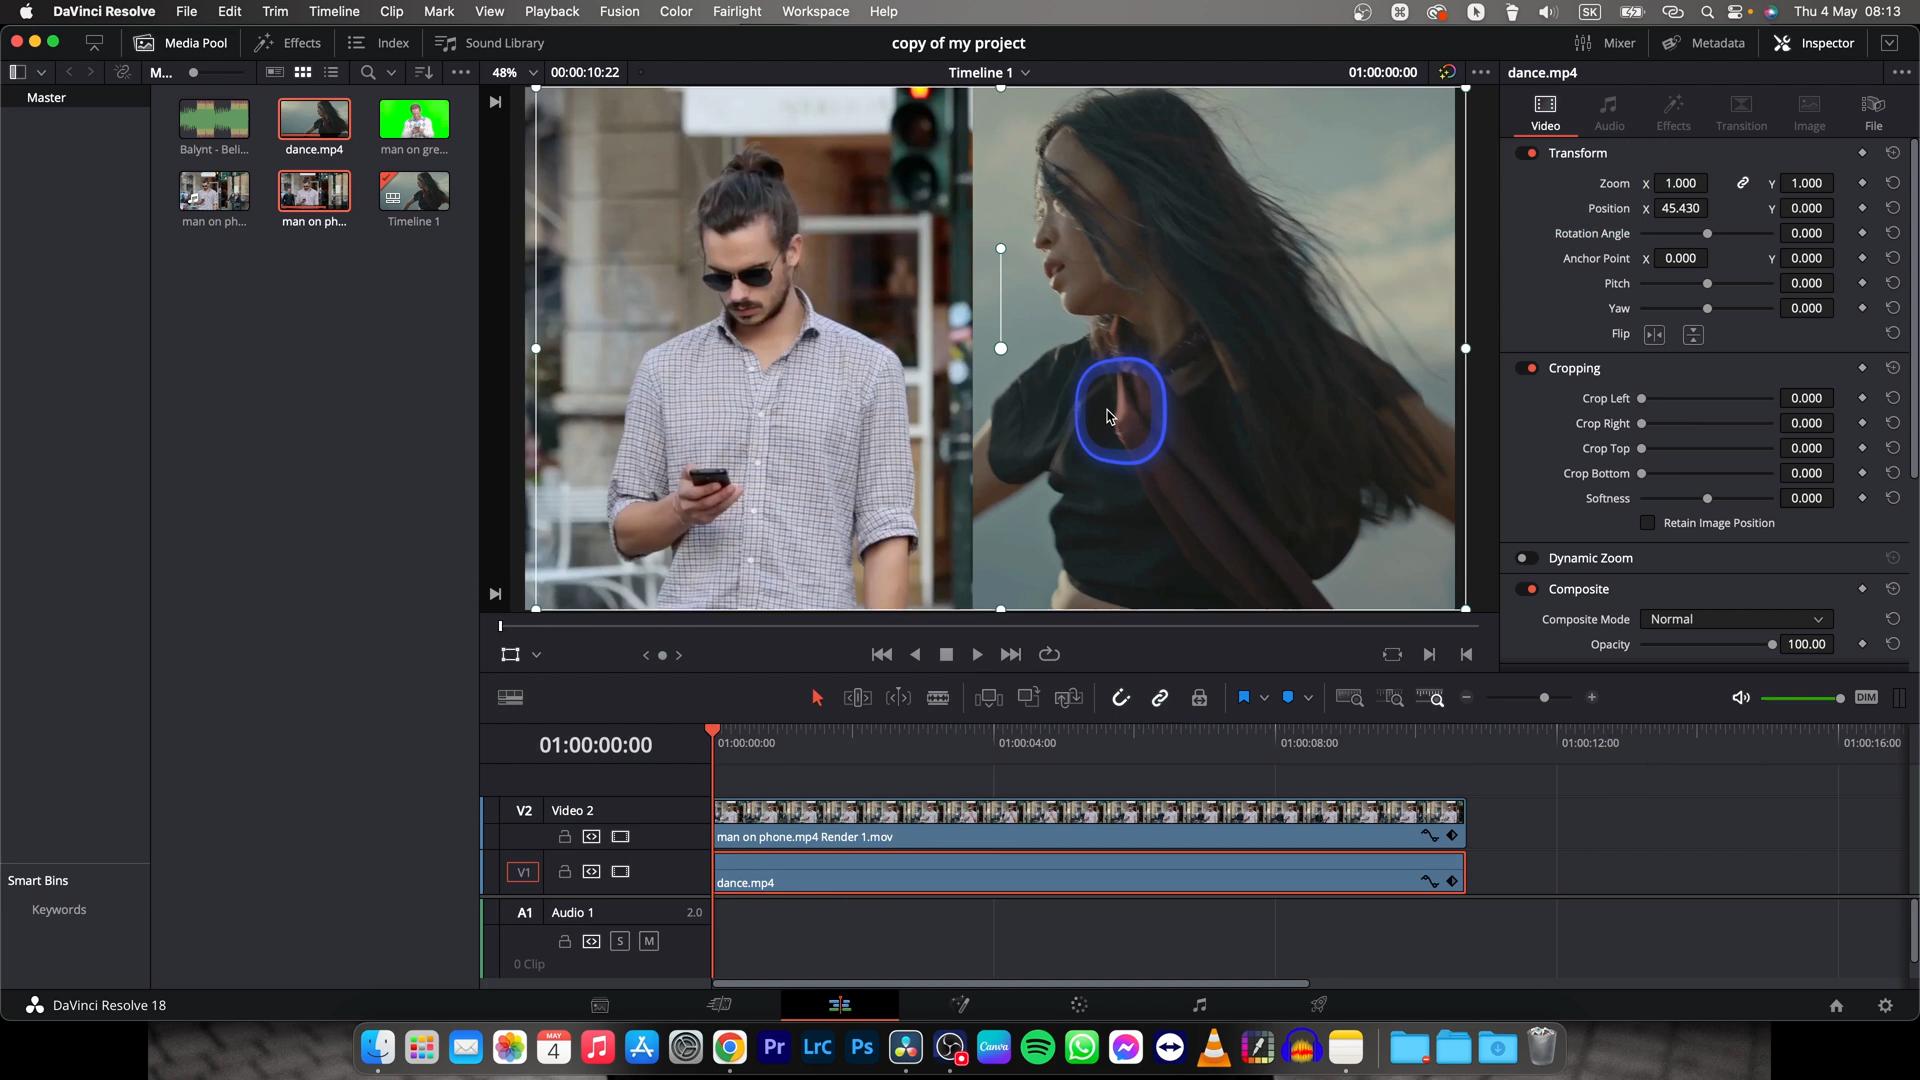 DaVinci Resolve File Edit Trim Timeline Clip Mark View Playback Fusion Color Fairlight Workspace Help SK Thu 4 May 08:13
Media Pool Effects Index Sound Library copy of my project Mixer Metadata Inspector
M... 48% 00:00:10:22 Timeline 1 01:00:00:00 dance.mp4
Master
Balynt - Beli... dance.mp4 man on gre...
man on ph... man on ph... Timeline 1
Video Audio Effects Transition Image File
Transform
Zoom X 1.000 Y 1.000
Position X 45.430 Y 0.000
Rotation Angle 0.000
Anchor Point X 0.000 Y 0.000
Pitch 0.000
Yaw 0.000
Flip
Cropping
Crop Left 0.000
Crop Right 0.000
Crop Top 0.000
Crop Bottom 0.000
Softness 0.000
Retain Image Position
Dynamic Zoom
Composite
Composite Mode Normal
Opacity 100.00
DIM
01:00:00:00 01:00:00:00 01:00:04:00 01:00:08:00 01:00:12:00 01:00:16:00
V2 Video 2
man on phone.mp4 Render 1.mov
V1
dance.mp4
A1 Audio 1 2.0
S M
0 Clip
Smart Bins
Keywords
DaVinci Resolve 18
MAY
4
Pr LrC Ps Canva